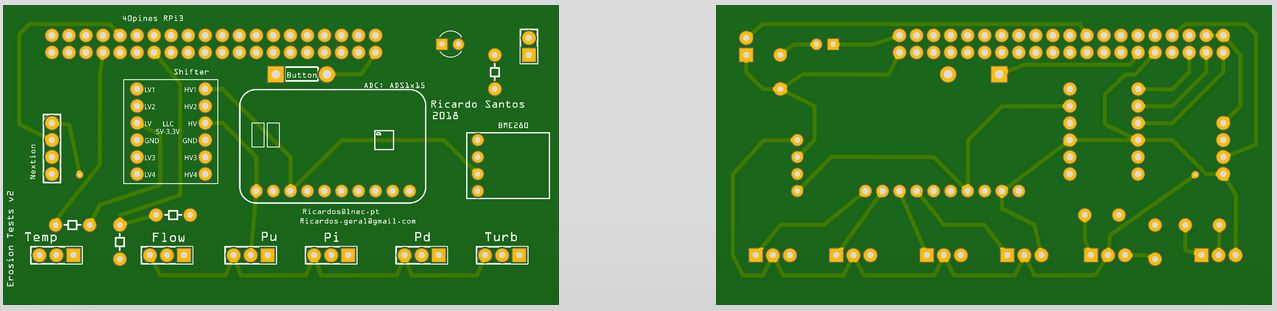 40pines RPi3
Shifter
Button
ADC: ADS1x15
Ricardo Santos
2018
BME280
LV1 HV1
LV2 HV2
LV LLC HV
5V-3.3V
GND GND
LV3 HV3
LV4 HV4
Nextion
Ricardos@lnec.pt
Ricardos.geral@gmail.com
Erosion Tests v2
Temp Flow Pu Pi Pd Turb